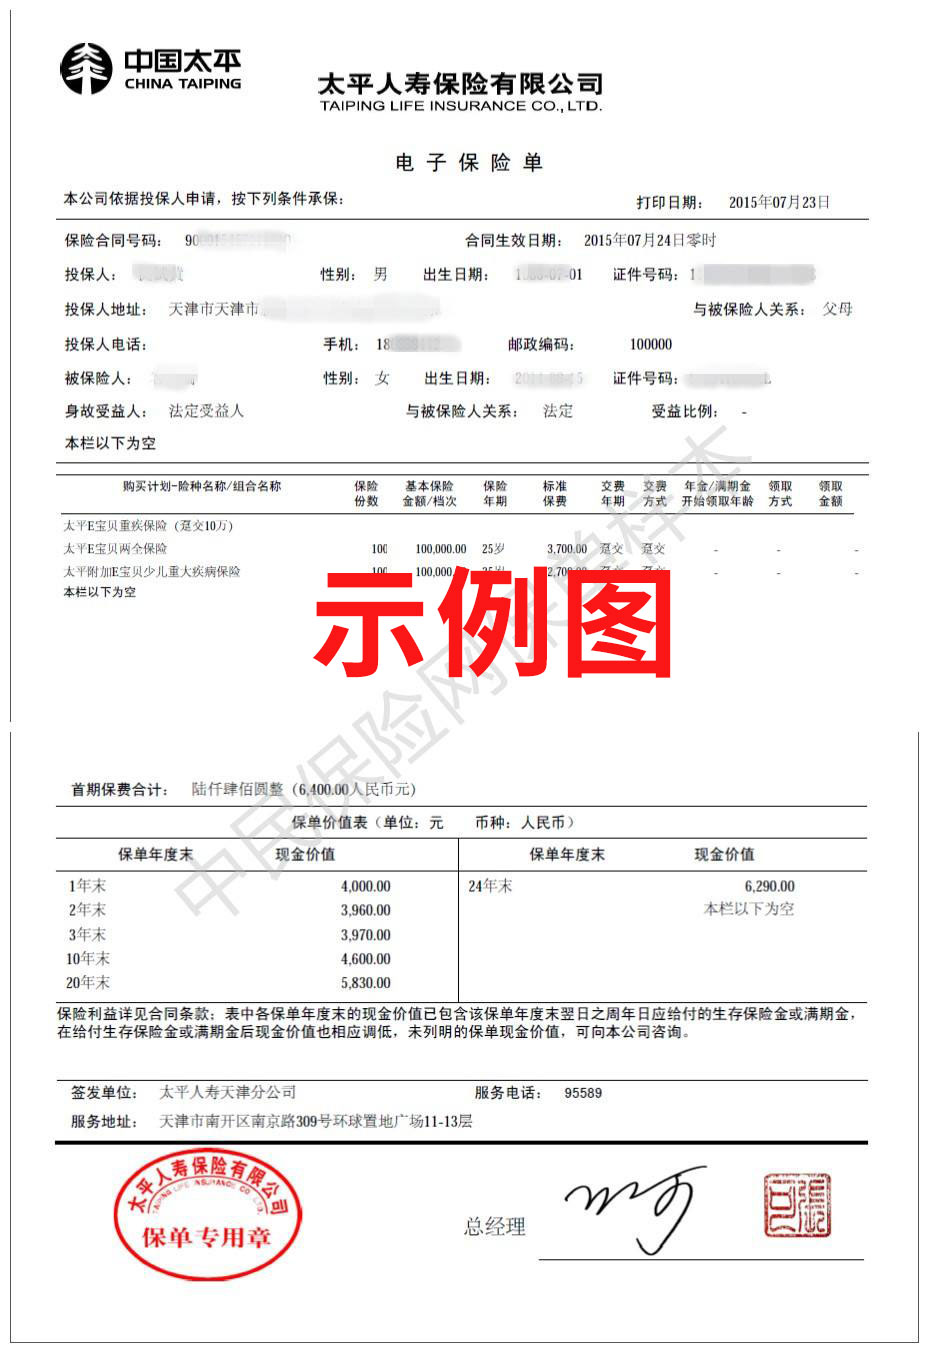 中国太平
CHINA TAIPING
太平人寿保险有限公司
TAIPING LIFE INSURANCE CO., LTD.
电子保险单
本公司依据投保人申请，按下列条件承保： 打印日期： 2015年07月23日
保险合同号码： 合同生效日期： 2015年07月24日零时
投保人： 性别： 男 出生日期： 证件号码：
投保人地址： 天津市天津市 与被保险人关系： 父母
投保人电话： 手机： 邮政编码： 100000
被保险人： 性别： 女 出生日期： 证件号码：
身故受益人： 法定受益人 与被保险人关系： 法定 受益比例： -
本栏以下为空
购买计划-险种名称/组合名称 保险份数 基本保险金额/档次 保险年期 标准保费 交费年期 交费方式 年金/满期金开始领取年龄 领取方式 领取金额
太平E宝贝重疾保险（趸交10万）
太平E宝贝两全保险 100 100,000.00 25岁 3,700.00 趸交 趸交 - - -
太平附加E宝贝少儿重大疾病保险 100 100,000. 25岁 2,700.00 趸交 趸交 - - -
本栏以下为空
示例图
中民保险网保单样本
首期保费合计： 陆仟肆佰圆整（6,400.00人民币元）
保单价值表（单位：元 币种：人民币）
保单年度末 现金价值 保单年度末 现金价值
1年末 4,000.00 24年末 6,290.00
2年末 3,960.00 本栏以下为空
3年末 3,970.00
10年末 4,600.00
20年末 5,830.00
保险利益详见合同条款；表中各保单年度末的现金价值已包含该保单年度末翌日之周年日应给付的生存保险金或满期金，
在给付生存保险金或满期金后现金价值也相应调低，未列明的保单现金价值，可向本公司咨询。
签发单位： 太平人寿天津分公司 服务电话： 95589
服务地址： 天津市南开区南京路309号环球置地广场11-13层
太平人寿保险有限公司
TAIPING LIFE INSURANCE CO., LTD.
保单专用章
总经理